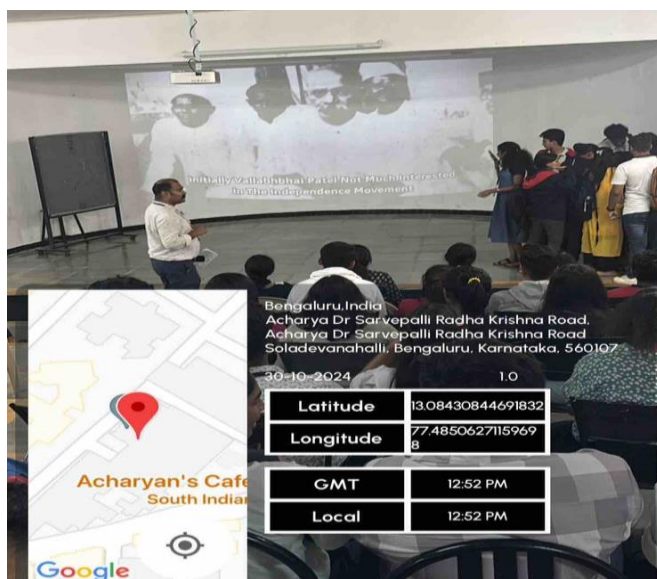 Initially Vallabhbhai Patel Not Much Interested
In The Independence Movement
Bengaluru,India
Acharya Dr Sarvepalli Radha Krishna Road,
Acharya Dr Sarvepalli Radha Krishna Road
Soladevanahalli, Bengaluru, Karnataka, 560107
30-10-2024 1.0
Latitude 13.08430844691832
Longitude 77.4850627115969
8
GMT 12:52 PM
Local 12:52 PM
Acharyan's Cafe
South Indian
Google